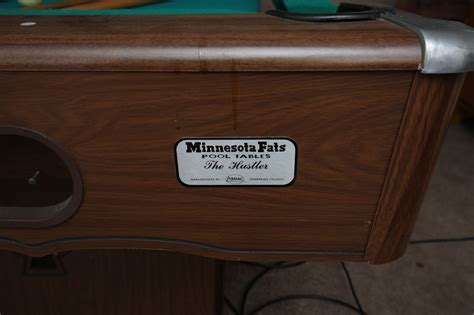 Minnesota Fats
POOL TABLES
The Hustler